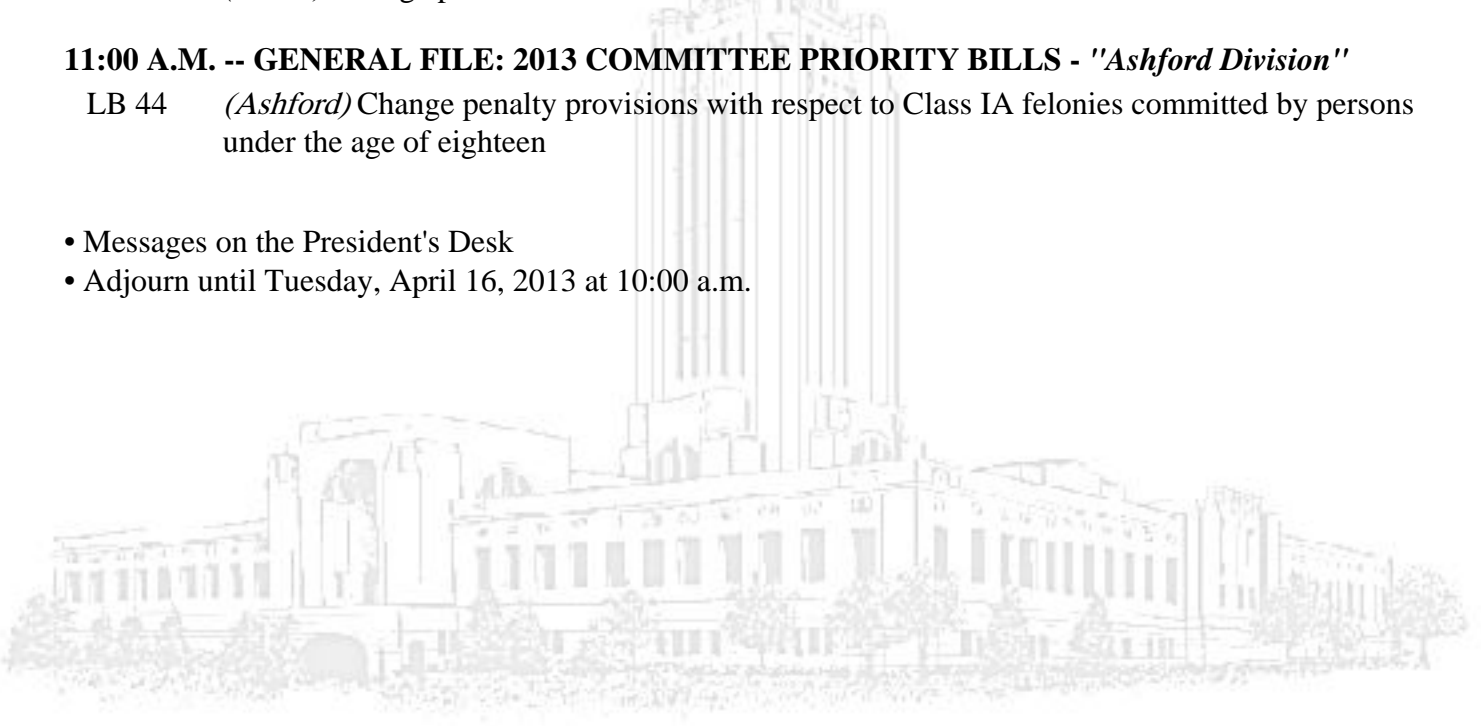 11:00 A.M. -- GENERAL FILE: 2013 COMMITTEE PRIORITY BILLS - "Ashford Division"
LB 44 (Ashford) Change penalty provisions with respect to Class IA felonies committed by persons
under the age of eighteen
• Messages on the President's Desk
• Adjourn until Tuesday, April 16, 2013 at 10:00 a.m.